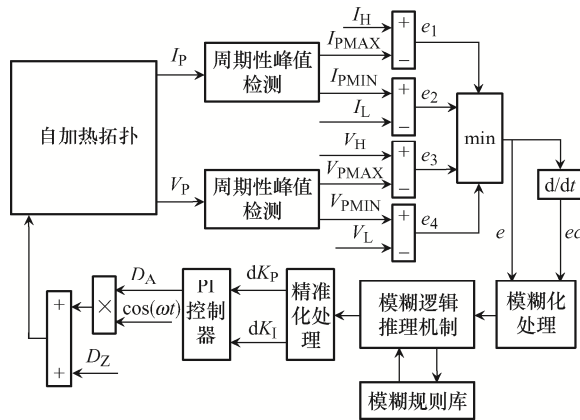 I_H
I_P
I_PMAX
周期性峰值
检测
I_PMIN
I_L
+
−
e_1
+
−
e_2
自加热拓扑
min
V_H
V_P
V_PMAX
周期性峰值
检测
V_PMIN
V_L
+
−
e_3
+
−
e_4
d/dt
e
ec
D_A
cos(ωt)
×
+
+
D_Z
PI
控制
器
dK_P
dK_I
精准
化处
理
模糊逻辑
推理机制
模糊化
处理
模糊规则库